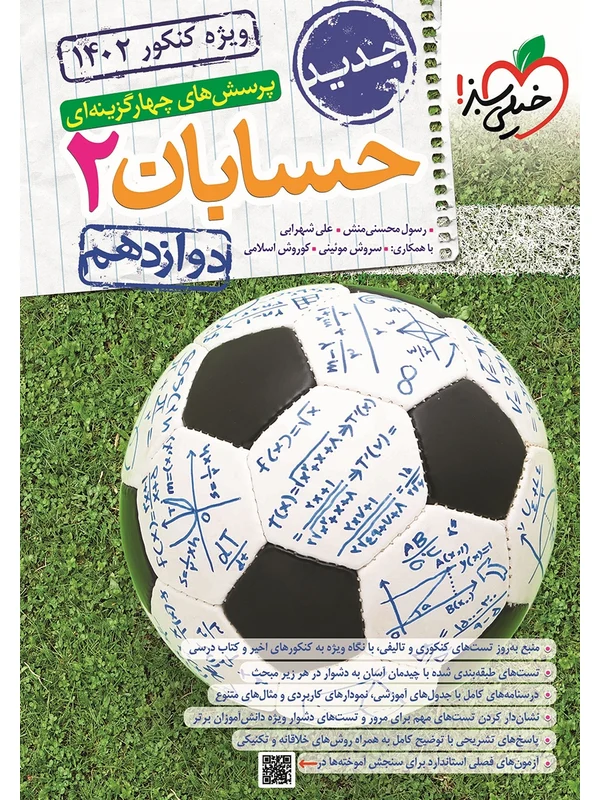 ویژه کنکور ۱۴۰۲
جدید
خیلی سبز!
پرسش‌های چهارگزینه‌ای
حسابان ۲
رسول محسنی‌منش • علی شهرابی
با همکاری: • سروش موئینی • کوروش اسلامی
دوازدهم
f(x)=√x
منبع به‌روز تست‌های کنکوری و تالیفی، با نگاه ویژه به کنکورهای اخیر و کتاب درسی
تست‌های طبقه‌بندی شده با چیدمان آسان به دشوار در هر زیر مبحث
درسنامه‌های کامل با جدول‌های آموزشی، نمودارهای کاربردی و مثال‌های متنوع
نشان‌دار کردن تست‌های مهم برای مرور و تست‌های دشوار ویژه دانش‌آموزان برتر
پاسخ‌های تشریحی با توضیح کامل به همراه روش‌های خلاقانه و تکنیکی
آزمون‌های فصلی استاندارد برای سنجش آموخته‌ها در